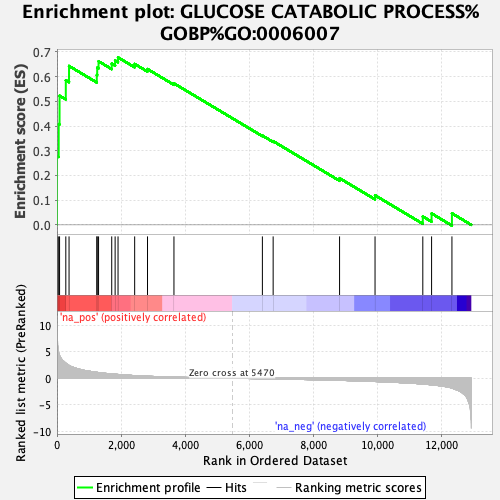 Enrichment plot: GLUCOSE CATABOLIC PROCESS%
GOBP%GO:0006007
Enrichment score (ES)
0.7
0.6
0.5
0.4
0.3
0.2
0.1
0.0
'na_pos' (positively correlated)
Ranked list metric (PreRanked)
10
5
0
-5
-10
Zero cross at 5470
'na_neg' (negatively correlated)
0
2,000
4,000
6,000
8,000
10,000
12,000
Rank in Ordered Dataset
Enrichment profile
Hits
Ranking metric scores